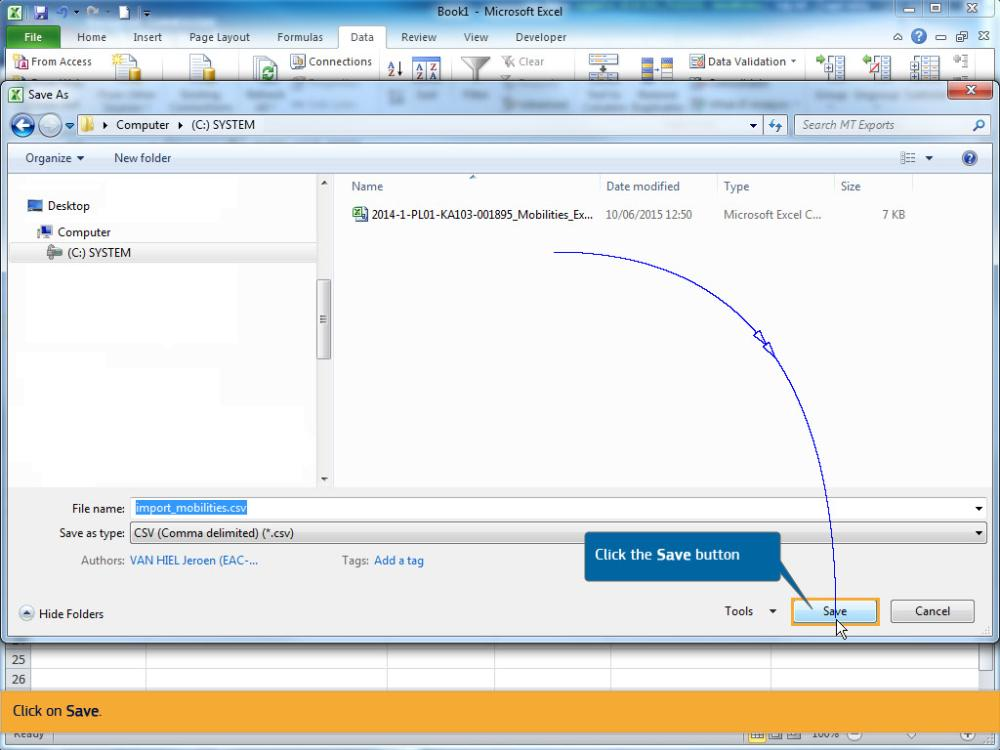 Book1 - Microsoft Excel
File Home Insert Page Layout Formulas Data Review View Developer
From Access Connections Clear Data Validation
Save As
Computer (C:) SYSTEM Search MT Exports
Organize New folder
Name Date modified Type Size
Desktop
2014-1-PL01-KA103-001895_Mobilities_Ex... 10/06/2015 12:50 Microsoft Excel C... 7 KB
Computer
(C:) SYSTEM
File name: import_mobilities.csv
Save as type: CSV (Comma delimited) (*.csv)
Authors: VAN HIEL Jeroen (EAC-... Tags: Add a tag
Click the Save button
Hide Folders Tools Save Cancel
25
26
Click on Save.
Ready 100%